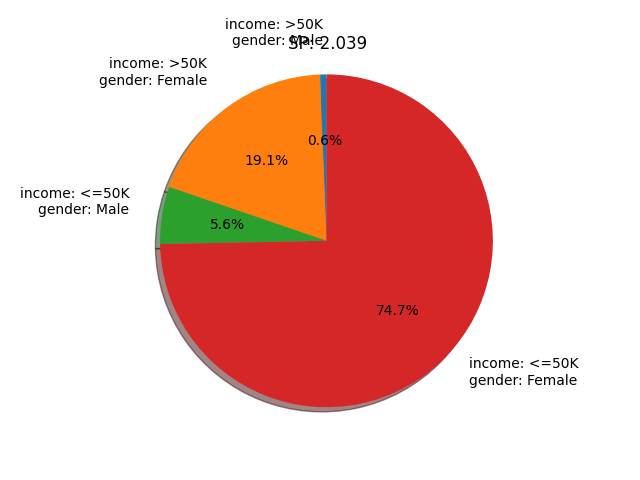 income: >50K
gender: Male
SP: 2.039
income: >50K
gender: Female
0.6%
19.1%
income: <=50K
gender: Male
5.6%
74.7%
income: <=50K
gender: Female